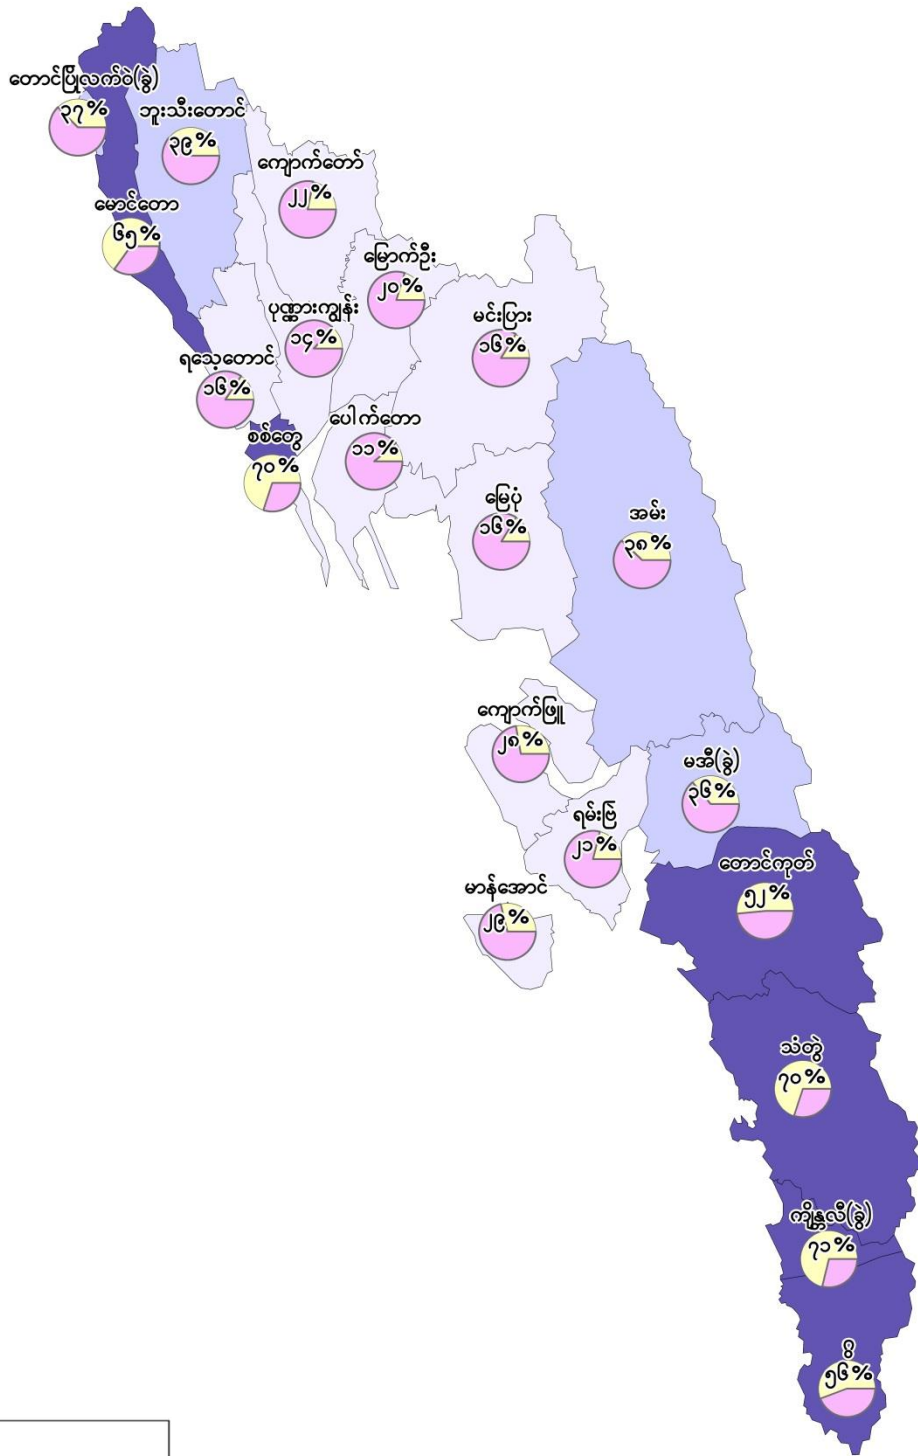 တောင်ပြိုလက်ဝဲ(ခွဲ)
၃၇%
ဘူးသီးတောင်
၃၉%
ကျောက်တော်
၂၂%
မောင်တော
၆၅%
မြောက်ဦး
၂၀%
ပုဏ္ဏားကျွန်း
၁၄%
မင်းပြား
၁၆%
ရသေ့တောင်
၁၆%
ပေါက်တော
၁၁%
စစ်တွေ
၇၀%
မြေပုံ
၁၆%
အမ်း
၃၈%
ကျောက်ဖြူ
၂၈%
မအီ(ခွဲ)
၃၆%
ရမ်းဗြဲ
၂၁%
တောင်ကုတ်
၅၂%
မာန်အောင်
၂၉%
သံတွဲ
၇၀%
ကျိန္တလီ(ခွဲ)
၇၁%
ဂွ
၅၆%